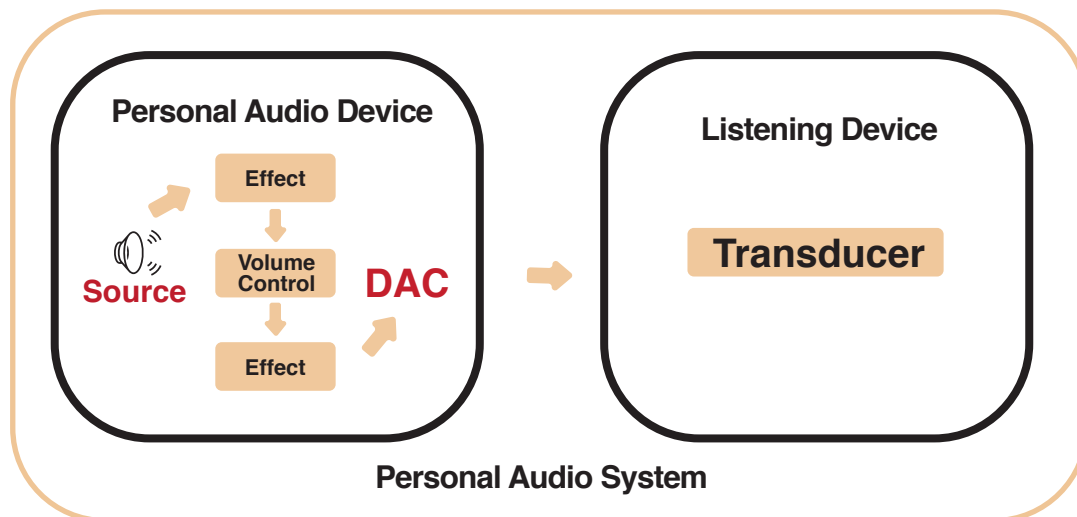 Personal Audio Device
Effect
Source
Volume
Control
Effect
DAC
Listening Device
Transducer
Personal Audio System